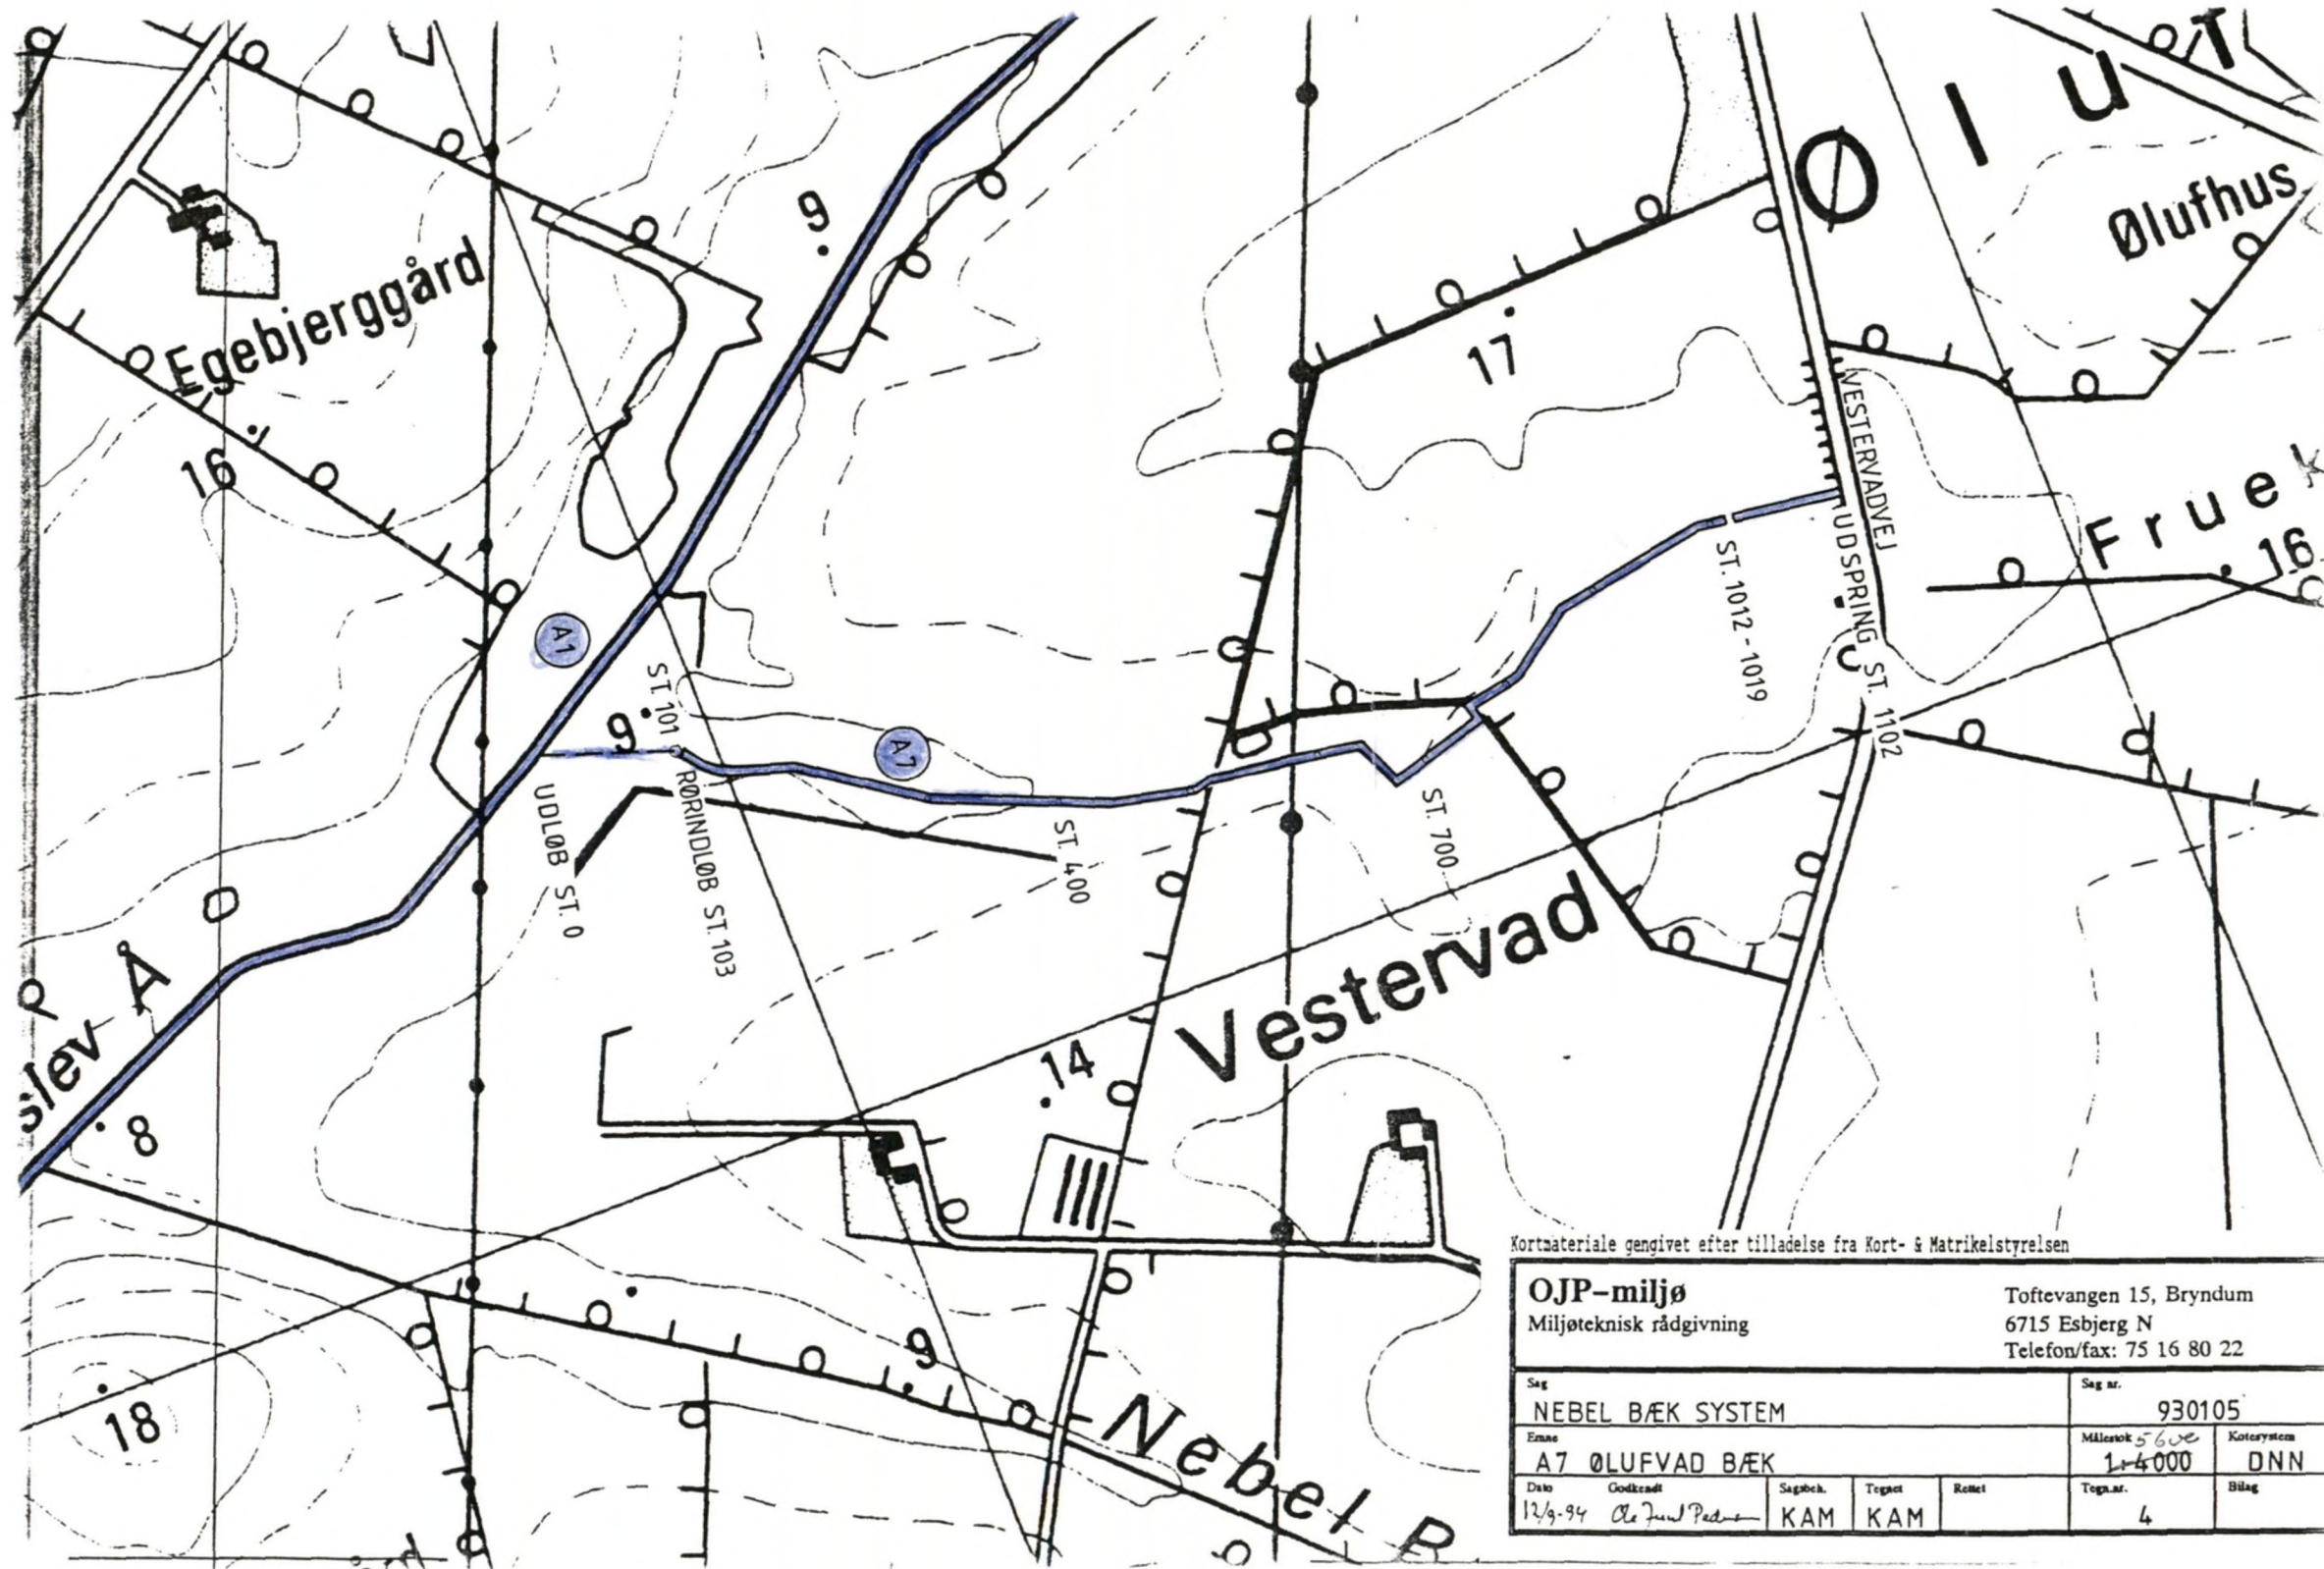 Ø l u f
Ølufhus
9
Egebjerggård
17
VESTERVADVEJ
16
Fruek
16
UDSPRING ST. 1102
ST. 1012 - 1019
A1
ST. 101
9
A7
RØRINDLØB ST. 103
UDLØB ST. 0
ST. 400
ST. 700
Vestervad
slev Å
14
8
18
9
Nebel B
Kortmateriale gengivet efter tilladelse fra Kort- & Matrikelstyrelsen
OJP-miljø
Miljøteknisk rådgivning
Toftevangen 15, Bryndum
6715 Esbjerg N
Telefon/fax: 75 16 80 22
Sag
NEBEL BÆK SYSTEM
Sag nr.
930105
Emne
A7 ØLUFVAD BÆK
Målestok
1:4000
Kotesystem
DNN
Dato
12/9-94
Godkendt
Sagsbeh.
KAM
Tegnet
KAM
Rettet
Tegn.nr.
4
Bilag